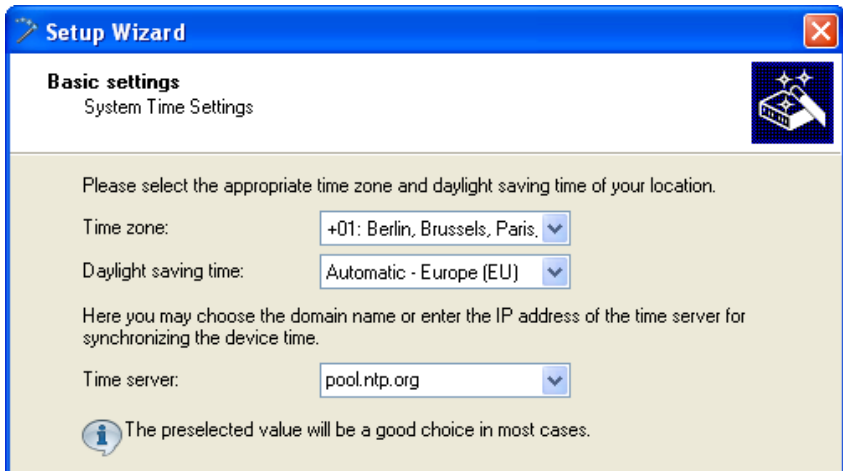 Setup Wizard
Basic settings
System Time Settings
Please select the appropriate time zone and daylight saving time of your location.
Time zone: +01: Berlin, Brussels, Paris,
Daylight saving time: Automatic - Europe (EU)
Here you may choose the domain name or enter the IP address of the time server for
synchronizing the device time.
Time server: pool.ntp.org
The preselected value will be a good choice in most cases.